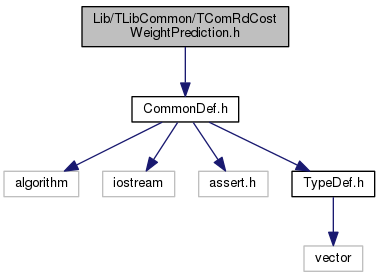 Lib/TLibCommon/TComRdCost
WeightPrediction.h
CommonDef.h
algorithm
iostream
assert.h
TypeDef.h
vector